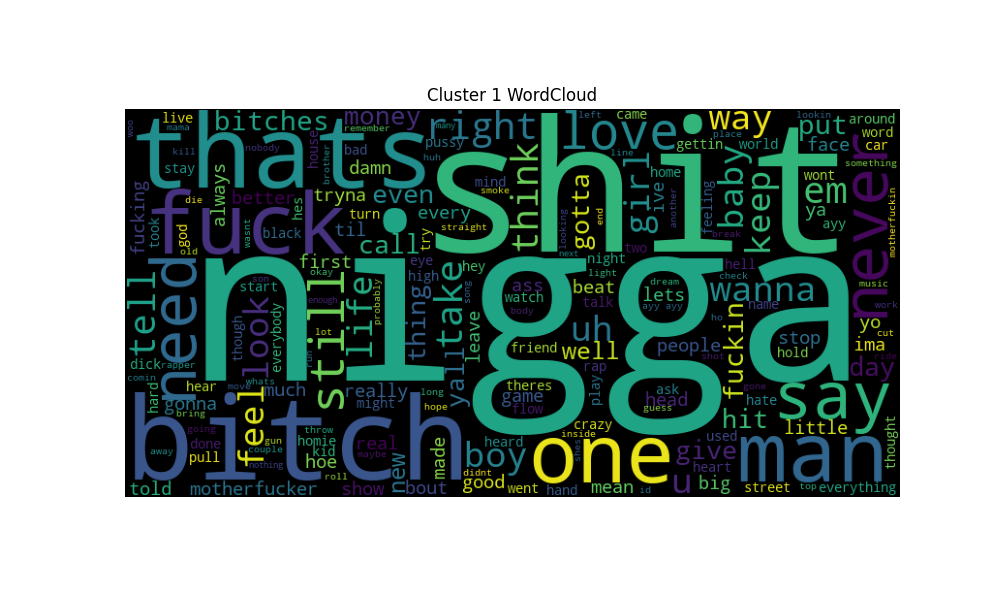 Cluster 1 WordCloud
live
bitches
money
remember
many
right
pussy
huh
left
love
came
gettin
place
way
world
lookin
put
face
around
word
car
something
woo
mama
kill
stay
thats
nobody
house
brother
bad
damn
shit
think
mind
smoke
line
girl
home
ive
another
feeling
baby
keep
wont
em
ya
ayy
never
motherfuckin
fucking
took
die
god
old
always
fuck
better
wasnt
hes
black
tryna
til
even
turn
call
every
try
straight
looking
gotta
end
next
two
break
tell
need
nigga
first
okay
son
start
look
though
everybody
enough
lot
run
still
life
eye
high
probably
thing
take
hey
song
leave
yall
ass
watch
body
night
light
beat
talk
uh
friend
well
dream
lets
ayy ayy
hell
check
wanna
name
people
shot
ho
fuckin
stop
hold
music
work
yo
cut
ima
day
ride
dick
rapper
comin
hard
hear
whats
move
gonna
bring
much
really
might
long
hope
theres
game
flow
rap
play
ask
head
guess
gone
hate
hit
say
little
thought
bitch
going
away
done
pull
feel
gun
couple
nothing
throw
homie
kid
hoe
roll
real
maybe
show
new
made
bout
boy
heard
didnt
good
went
crazy
inside
one
hand
shas
mean
id
used
give
heart
u
big
man
street
top
everything
told
motherfucker